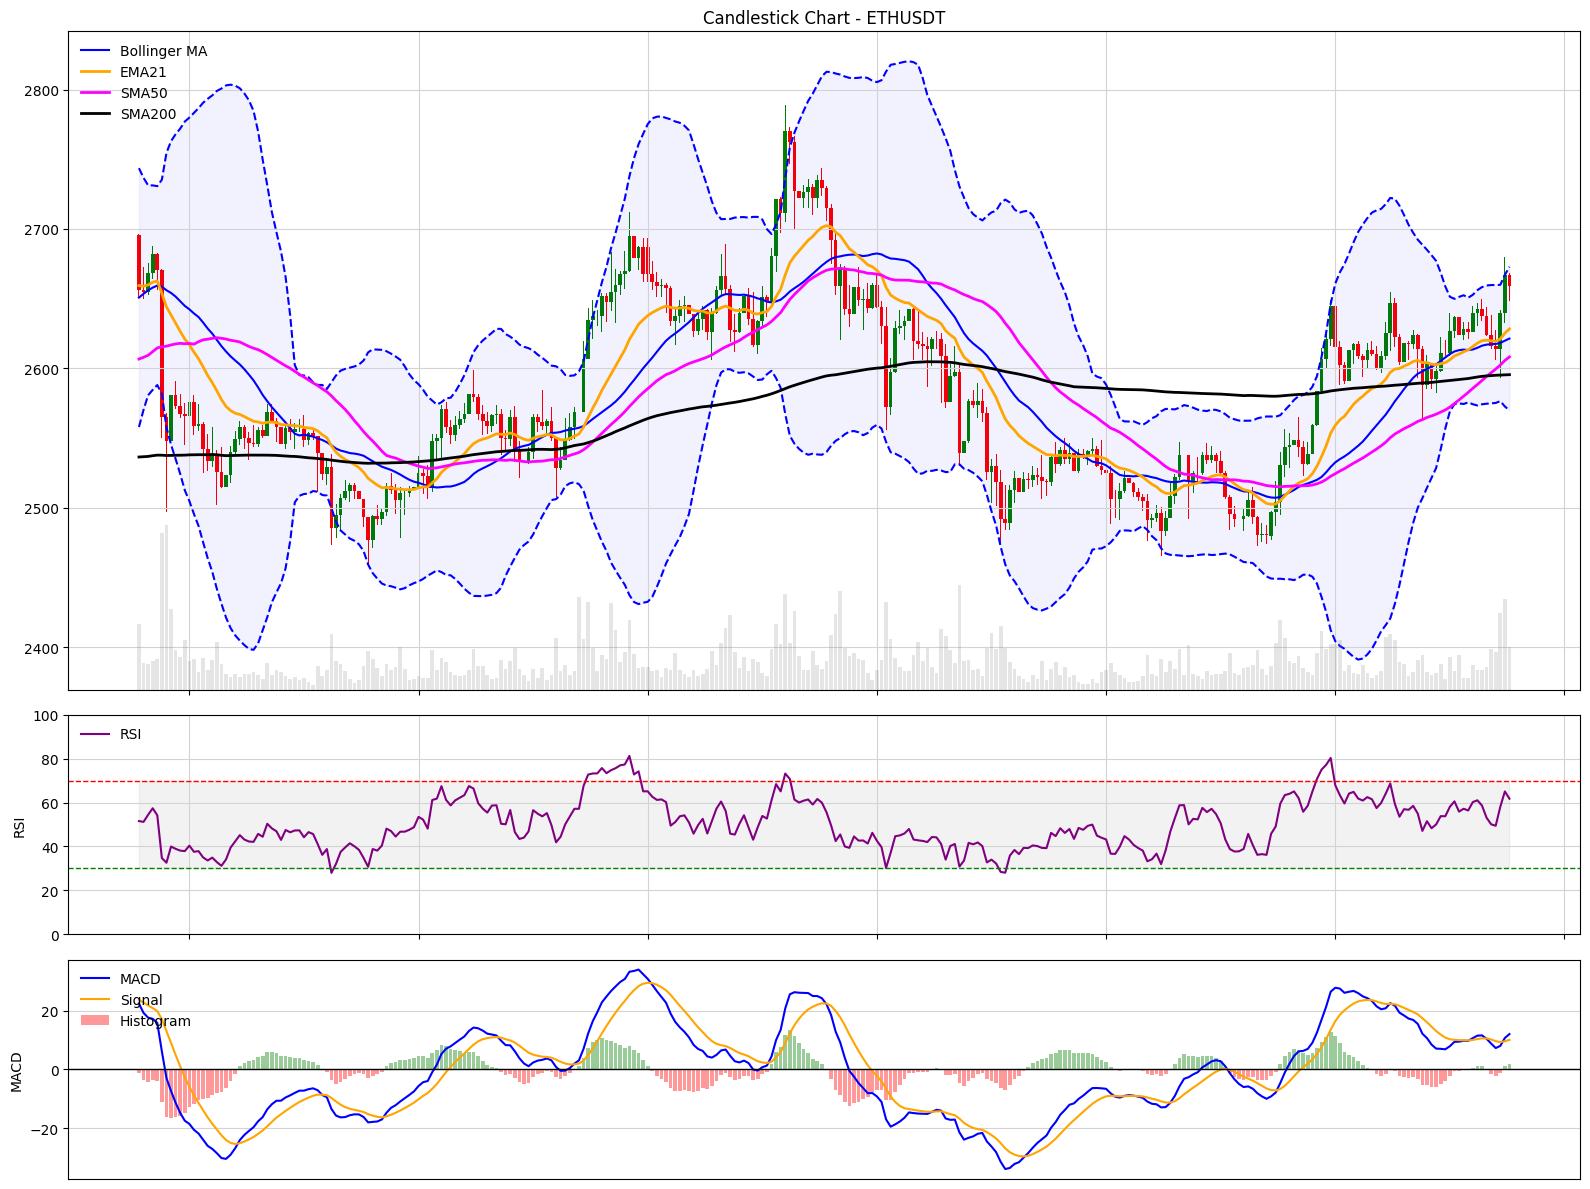 Candlestick Chart - ETHUSDT
Bollinger MA
EMA21
SMA50
SMA200
2800
2700
2600
2500
2400
RSI
100
80
60
40
20
0
RSI
MACD
Signal
Histogram
20
0
−20
MACD